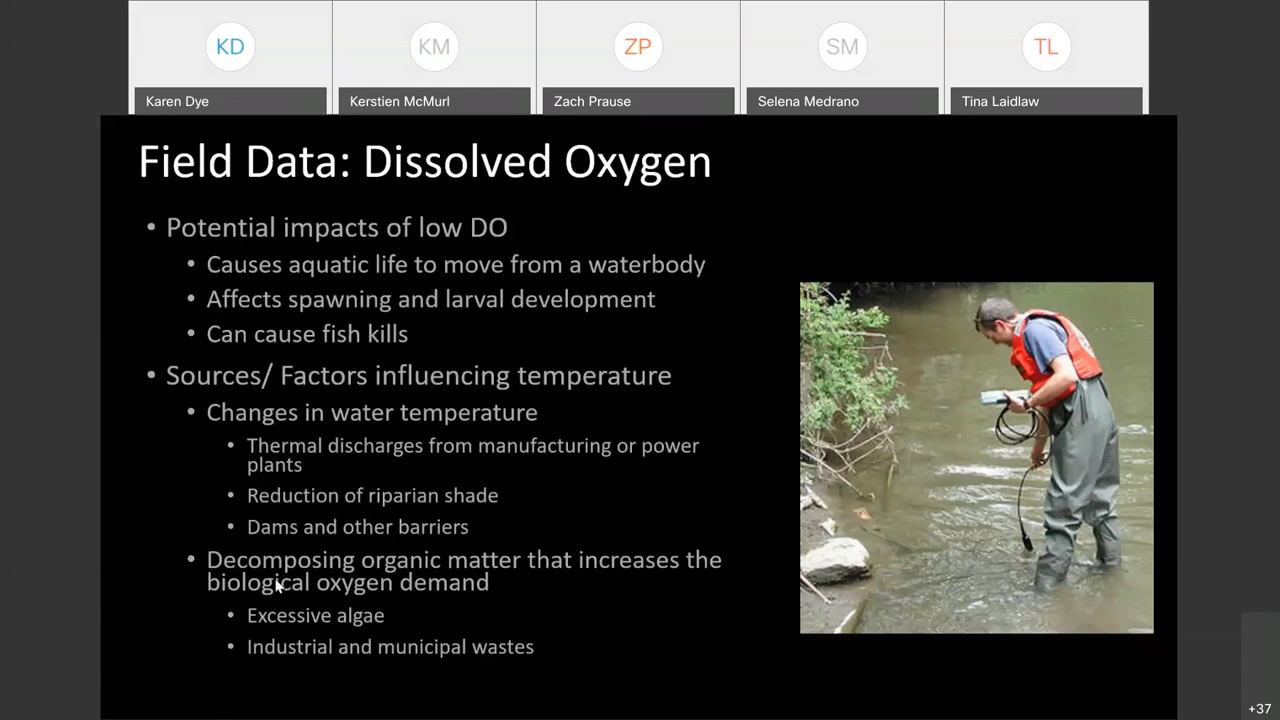 KD
KM
ZP
SM
TL
Karen Dye
Kerstien McMurl
Zach Prause
Selena Medrano
Tina Laidlaw
Field Data: Dissolved Oxygen
• Potential impacts of low DO
• Causes aquatic life to move from a waterbody
• Affects spawning and larval development
• Can cause fish kills
• Sources/ Factors influencing temperature
• Changes in water temperature
• Thermal discharges from manufacturing or power
plants
• Reduction of riparian shade
• Dams and other barriers
• Decomposing organic matter that increases the
biological oxygen demand
• Excessive algae
• Industrial and municipal wastes
+37